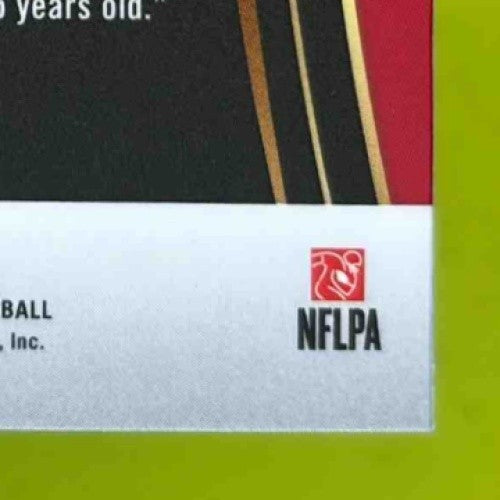 years old."
BALL
, Inc.
NFLPA